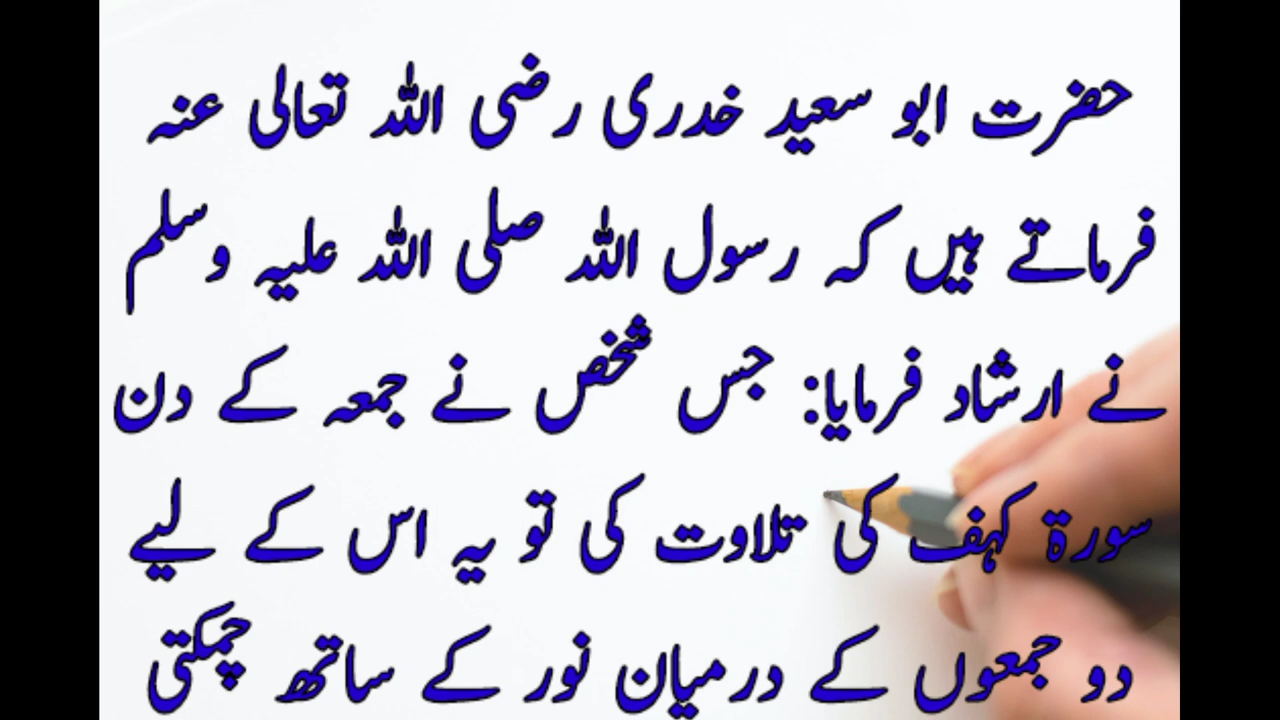 حضرت ابو سعید خدری رضی اللہ تعالی عنہ
فرماتے ہیں کہ رسول اللہ صلی اللہ علیہ وسلم
نے ارشاد فرمایا: جس شخص نے جمعہ کے دن
سورۃ کہف کی تلاوت کی تو یہ اس کے لیے
دو جمعوں کے درمیان نور کے ساتھ چمکتی